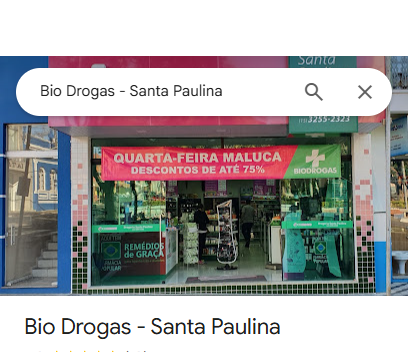 Santa
Bio Drogas - Santa Paulina
3255-2323
QUARTA-FEIRA MALUCA
DESCONTOS DE ATÉ 75%
BIODROGAS
REMÉDIOS
de GRAÇA
Bio Drogas - Santa Paulina